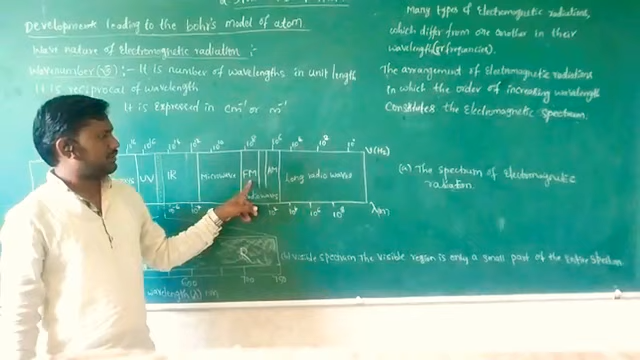 Developments leading to the bohr's model of atom.
Wave nature of Electromagnetic radiation :-
Wavenumber(ν̅) :- It is number of wavelengths in unit length
It is reciprocal of wavelength
It is expressed in cm⁻¹ or m⁻¹
Many types of Electromagnetic radiations,
which differ from one another in their
wavelength(or frequencies).
The arrangement of Electromagnetic radiations
in which the order of increasing wavelength
Constitutes the Electromagnetic spectrum.
ν(Hz)
UV IR Microwave FM AM Long radio waves
λ(m)
(a) The spectrum of Electromagnetic
radiation.
(b) visible spectrum The visible region is only a small part of the Entire spectrum
600 700 750
wavelength(λ) nm